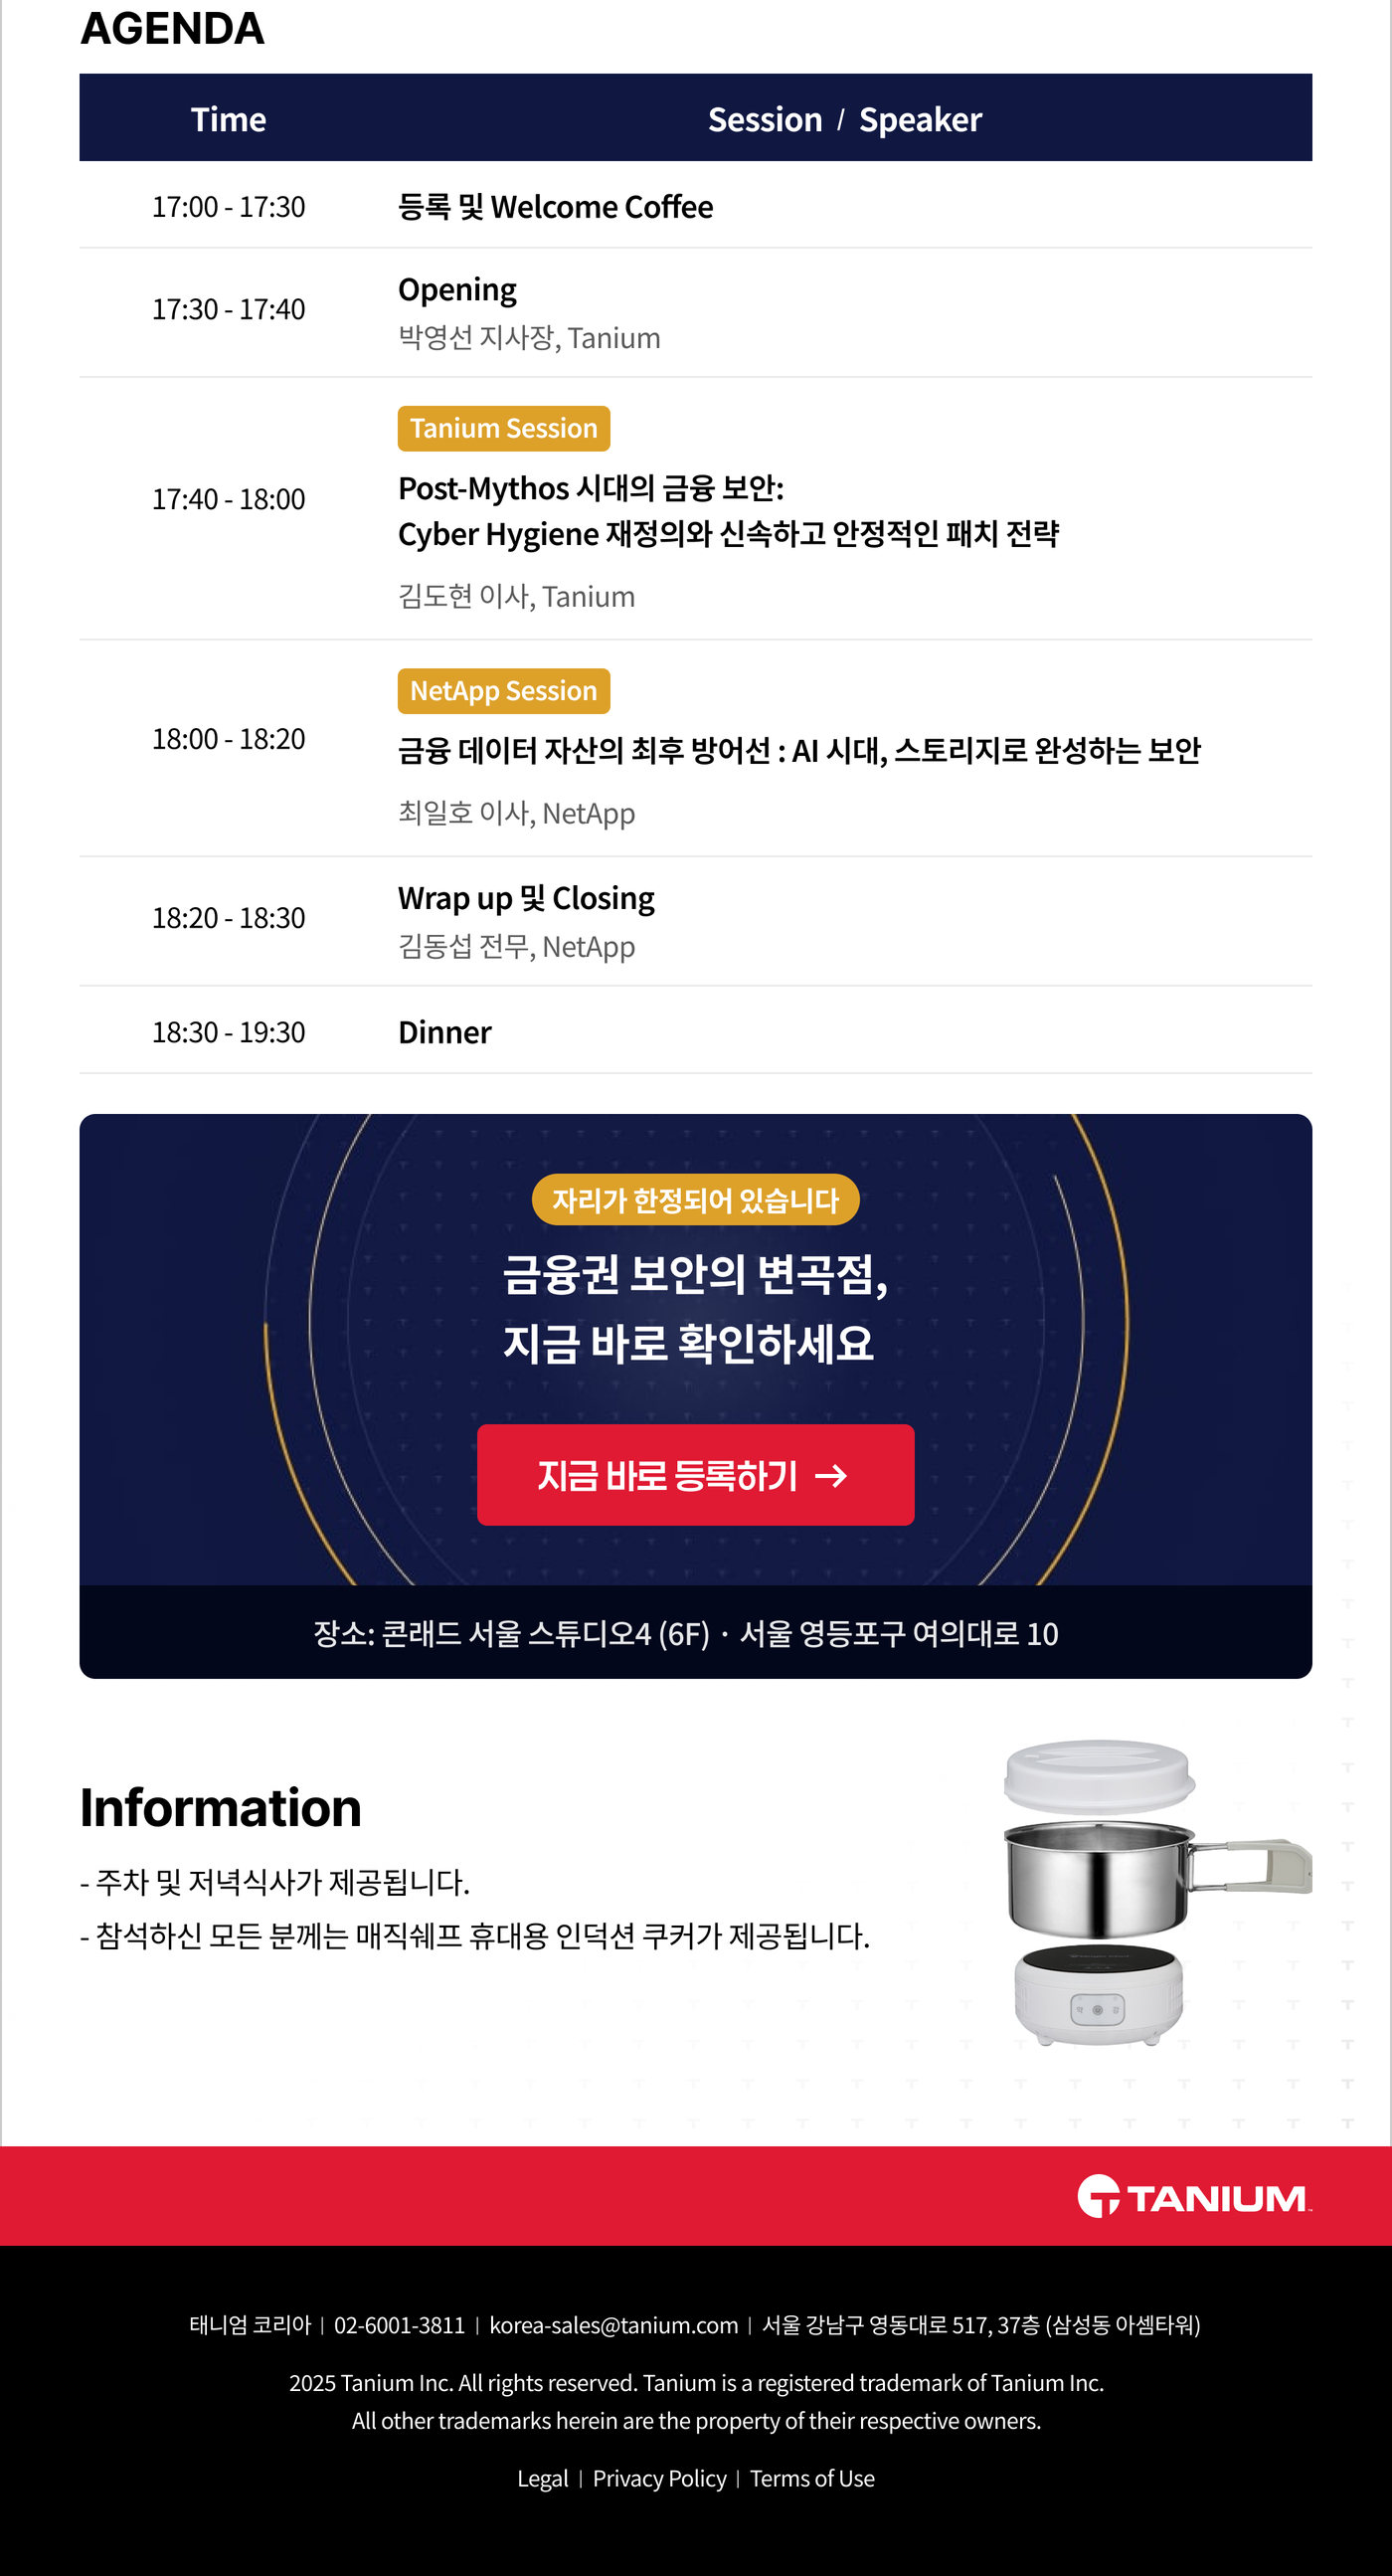 AGENDA
Time
Session / Speaker
17:00 - 17:30
등록 및 Welcome Coffee
17:30 - 17:40
Opening
박영선 지사장, Tanium
17:40 - 18:00
Tanium Session
Post-Mythos 시대의 금융 보안:
Cyber Hygiene 재정의와 신속하고 안정적인 패치 전략
김도현 이사, Tanium
18:00 - 18:20
NetApp Session
금융 데이터 자산의 최후 방어선 : AI 시대, 스토리지로 완성하는 보안
최일호 이사, NetApp
18:20 - 18:30
Wrap up 및 Closing
김동섭 전무, NetApp
18:30 - 19:30
Dinner
자리가 한정되어 있습니다
금융권 보안의 변곡점,
지금 바로 확인하세요
지금 바로 등록하기 →
장소: 콘래드 서울 스튜디오4 (6F) · 서울 영등포구 여의대로 10
Information
- 주차 및 저녁식사가 제공됩니다.
- 참석하신 모든 분께는 매직쉐프 휴대용 인덕션 쿠커가 제공됩니다.
TANIUM
태니엄 코리아 | 02-6001-3811 | korea-sales@tanium.com | 서울 강남구 영동대로 517, 37층 (삼성동 아셈타워)
2025 Tanium Inc. All rights reserved. Tanium is a registered trademark of Tanium Inc.
All other trademarks herein are the property of their respective owners.
Legal | Privacy Policy | Terms of Use